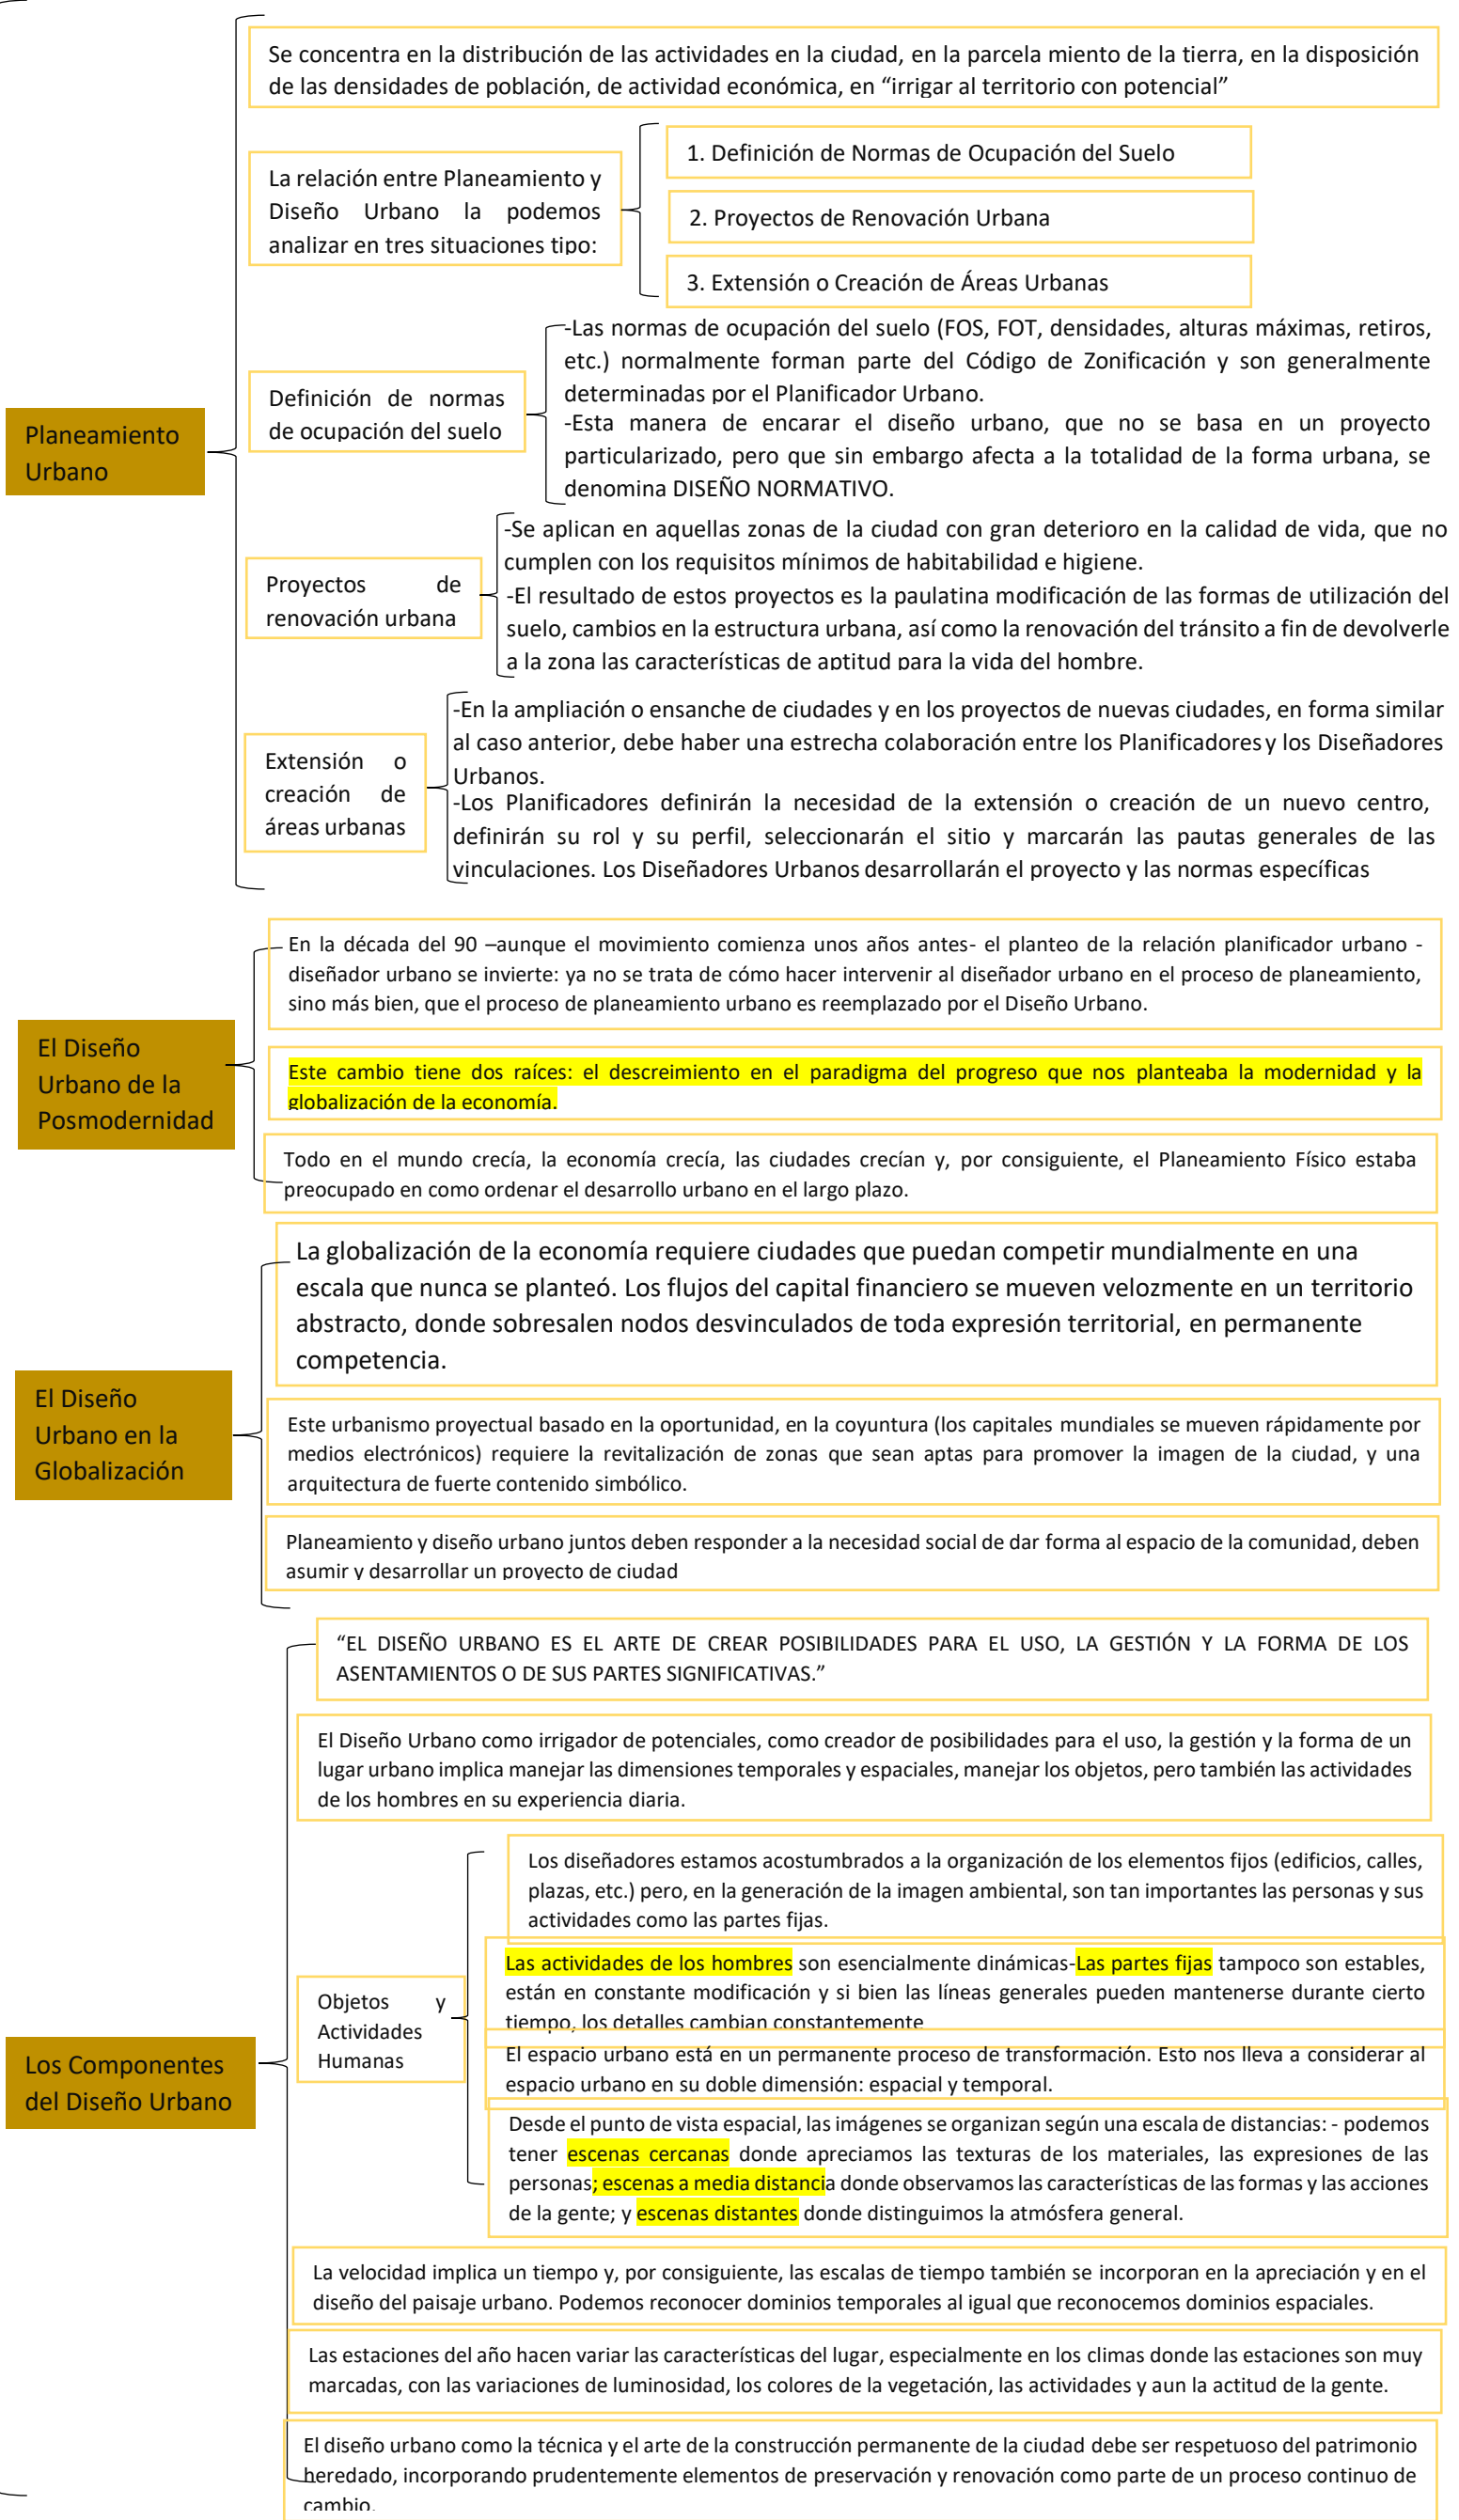 Planeamiento
Urbano
Se concentra en la distribución de las actividades en la ciudad, en la parcela miento de la tierra, en la disposición
de las densidades de población, de actividad económica, en “irrigar al territorio con potencial”
La relación entre Planeamiento y
Diseño Urbano la podemos
analizar en tres situaciones tipo:
1. Definición de Normas de Ocupación del Suelo
2. Proyectos de Renovación Urbana
3. Extensión o Creación de Áreas Urbanas
Definición de normas
de ocupación del suelo
-Las normas de ocupación del suelo (FOS, FOT, densidades, alturas máximas, retiros,
etc.) normalmente forman parte del Código de Zonificación y son generalmente
determinadas por el Planificador Urbano.
-Esta manera de encarar el diseño urbano, que no se basa en un proyecto
particularizado, pero que sin embargo afecta a la totalidad de la forma urbana, se
denomina DISEÑO NORMATIVO.
Proyectos de
renovación urbana
-Se aplican en aquellas zonas de la ciudad con gran deterioro en la calidad de vida, que no
cumplen con los requisitos mínimos de habitabilidad e higiene.
-El resultado de estos proyectos es la paulatina modificación de las formas de utilización del
suelo, cambios en la estructura urbana, así como la renovación del tránsito a fin de devolverle
a la zona las características de aptitud para la vida del hombre.
Extensión o
creación de
áreas urbanas
-En la ampliación o ensanche de ciudades y en los proyectos de nuevas ciudades, en forma similar
al caso anterior, debe haber una estrecha colaboración entre los Planificadores y los Diseñadores
Urbanos.
-Los Planificadores definirán la necesidad de la extensión o creación de un nuevo centro,
definirán su rol y su perfil, seleccionarán el sitio y marcarán las pautas generales de las
vinculaciones. Los Diseñadores Urbanos desarrollarán el proyecto y las normas específicas
El Diseño
Urbano de la
Posmodernidad
En la década del 90 –aunque el movimiento comienza unos años antes- el planteo de la relación planificador urbano -
diseñador urbano se invierte: ya no se trata de cómo hacer intervenir al diseñador urbano en el proceso de planeamiento,
sino más bien, que el proceso de planeamiento urbano es reemplazado por el Diseño Urbano.
Este cambio tiene dos raíces: el descreimiento en el paradigma del progreso que nos planteaba la modernidad y la
globalización de la economía.
Todo en el mundo crecía, la economía crecía, las ciudades crecían y, por consiguiente, el Planeamiento Físico estaba
preocupado en como ordenar el desarrollo urbano en el largo plazo.
El Diseño
Urbano en la
Globalización
La globalización de la economía requiere ciudades que puedan competir mundialmente en una
escala que nunca se planteó. Los flujos del capital financiero se mueven velozmente en un territorio
abstracto, donde sobresalen nodos desvinculados de toda expresión territorial, en permanente
competencia.
Este urbanismo proyectual basado en la oportunidad, en la coyuntura (los capitales mundiales se mueven rápidamente por
medios electrónicos) requiere la revitalización de zonas que sean aptas para promover la imagen de la ciudad, y una
arquitectura de fuerte contenido simbólico.
Planeamiento y diseño urbano juntos deben responder a la necesidad social de dar forma al espacio de la comunidad, deben
asumir y desarrollar un proyecto de ciudad
Los Componentes
del Diseño Urbano
“EL DISEÑO URBANO ES EL ARTE DE CREAR POSIBILIDADES PARA EL USO, LA GESTIÓN Y LA FORMA DE LOS
ASENTAMIENTOS O DE SUS PARTES SIGNIFICATIVAS.”
El Diseño Urbano como irrigador de potenciales, como creador de posibilidades para el uso, la gestión y la forma de un
lugar urbano implica manejar las dimensiones temporales y espaciales, manejar los objetos, pero también las actividades
de los hombres en su experiencia diaria.
Objetos y
Actividades
Humanas
Los diseñadores estamos acostumbrados a la organización de los elementos fijos (edificios, calles,
plazas, etc.) pero, en la generación de la imagen ambiental, son tan importantes las personas y sus
actividades como las partes fijas.
Las actividades de los hombres son esencialmente dinámicas-Las partes fijas tampoco son estables,
están en constante modificación y si bien las líneas generales pueden mantenerse durante cierto
tiempo, los detalles cambian constantemente
El espacio urbano está en un permanente proceso de transformación. Esto nos lleva a considerar al
espacio urbano en su doble dimensión: espacial y temporal.
Desde el punto de vista espacial, las imágenes se organizan según una escala de distancias: - podemos
tener escenas cercanas donde apreciamos las texturas de los materiales, las expresiones de las
personas; escenas a media distancia donde observamos las características de las formas y las acciones
de la gente; y escenas distantes donde distinguimos la atmósfera general.
La velocidad implica un tiempo y, por consiguiente, las escalas de tiempo también se incorporan en la apreciación y en el
diseño del paisaje urbano. Podemos reconocer dominios temporales al igual que reconocemos dominios espaciales.
Las estaciones del año hacen variar las características del lugar, especialmente en los climas donde las estaciones son muy
marcadas, con las variaciones de luminosidad, los colores de la vegetación, las actividades y aun la actitud de la gente.
El diseño urbano como la técnica y el arte de la construcción permanente de la ciudad debe ser respetuoso del patrimonio
heredado, incorporando prudentemente elementos de preservación y renovación como parte de un proceso continuo de
cambio.